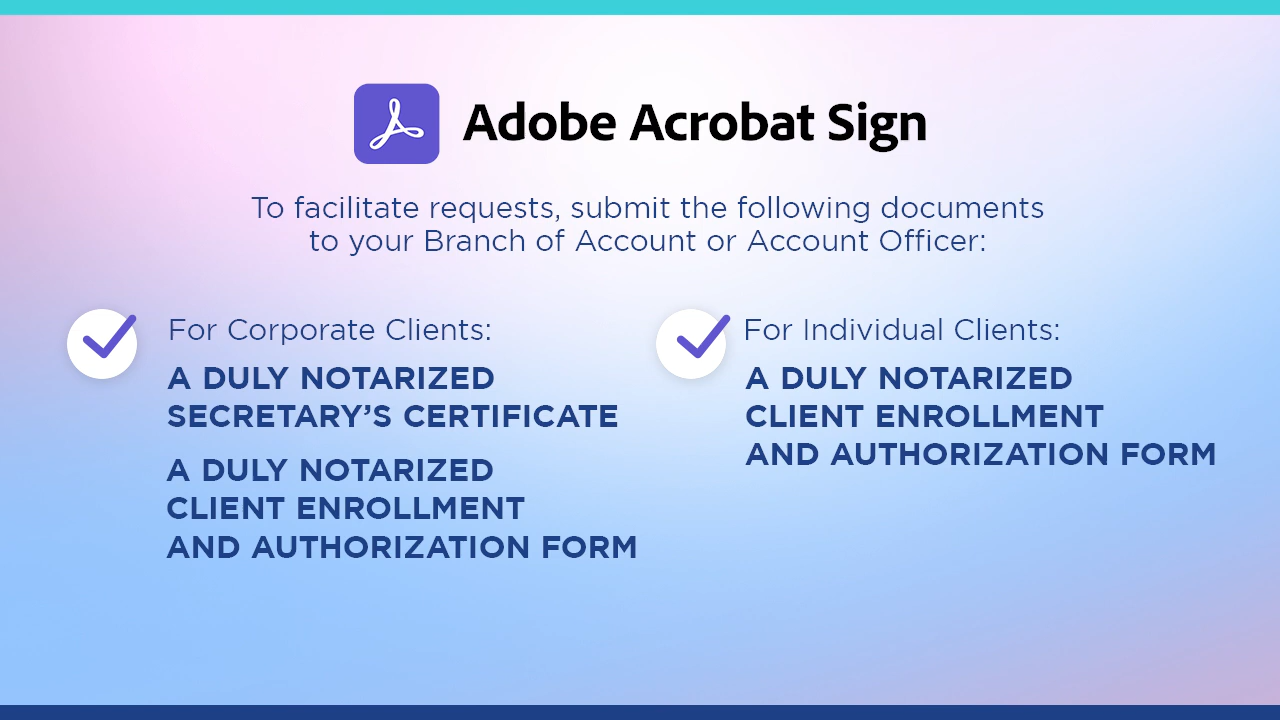 Adobe Acrobat Sign
To facilitate requests, submit the following documents
to your Branch of Account or Account Officer:
For Corporate Clients:
A DULY NOTARIZED
SECRETARY’S CERTIFICATE
A DULY NOTARIZED
CLIENT ENROLLMENT
AND AUTHORIZATION FORM
For Individual Clients:
A DULY NOTARIZED
CLIENT ENROLLMENT
AND AUTHORIZATION FORM